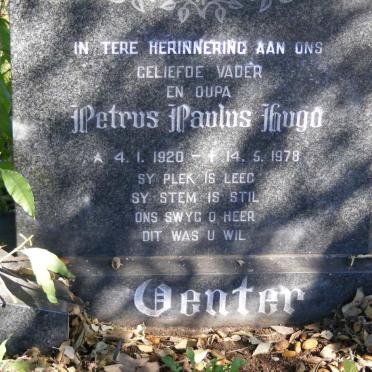 IN TERE HERINNERING AAN ONS
GELIEFDE VADER
EN OUPA
Petrus Paulus Hugo
* 4. 1. 1920 - † 14. 5. 1978
SY PLEK IS LEEG
SY STEM IS STIL
ONS SWYG O HEER
DIT WAS U WIL
Venter